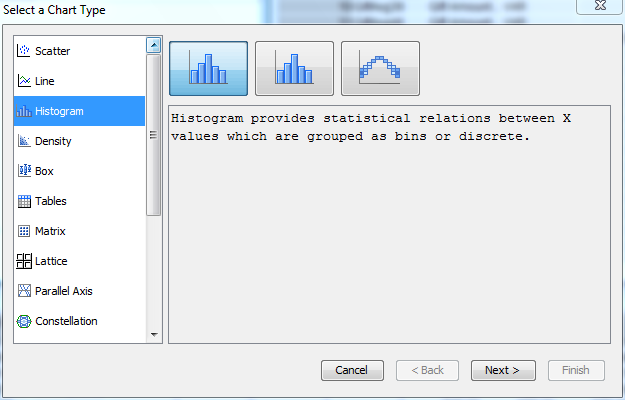 Select a Chart Type
Scatter
Line
Histogram
Density
Box
Tables
Matrix
Lattice
Parallel Axis
Constellation
Histogram provides statistical relations between X
values which are grouped as bins or discrete.
Cancel
< Back
Next >
Finish